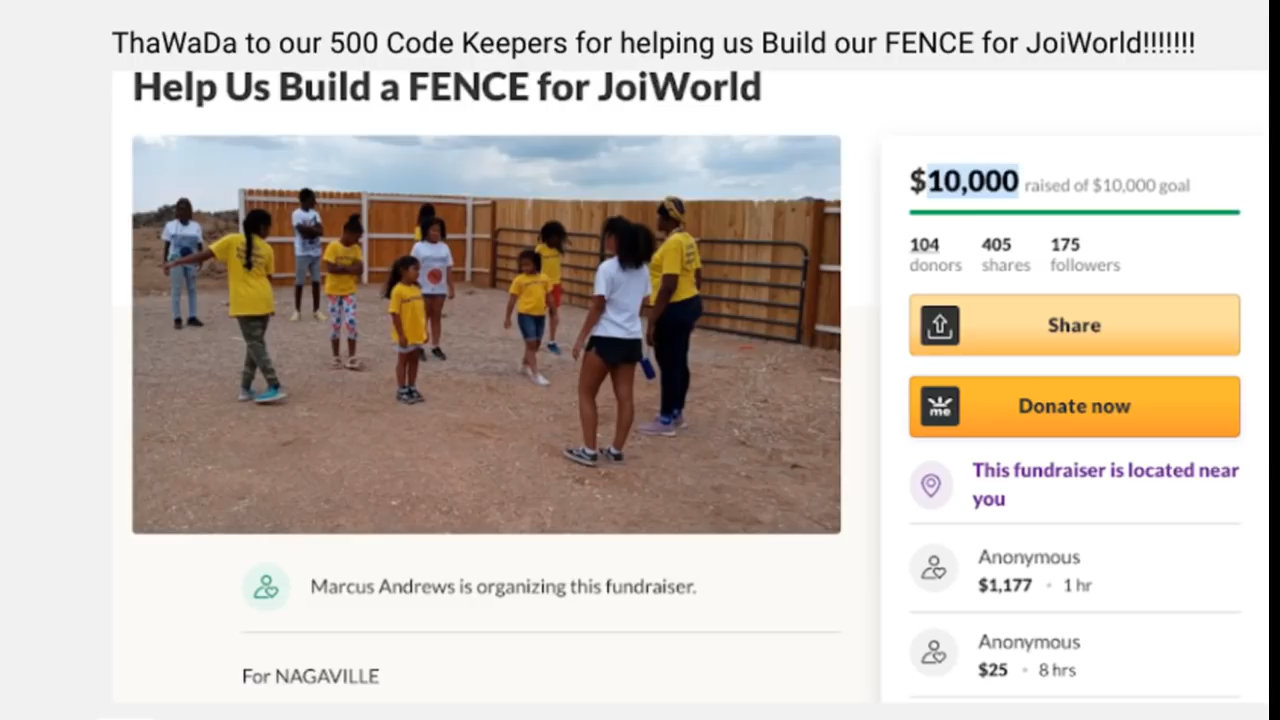 ThaWaDa to our 500 Code Keepers for helping us Build our FENCE for JoiWorld!!!!!!!
Help Us Build a FENCE for JoiWorld
$10,000 raised of $10,000 goal
104 405 175
donors shares followers
Share
me Donate now
This fundraiser is located near
you
Anonymous
$1,177 • 1 hr
Anonymous
$25 • 8 hrs
Marcus Andrews is organizing this fundraiser.
For NAGAVILLE